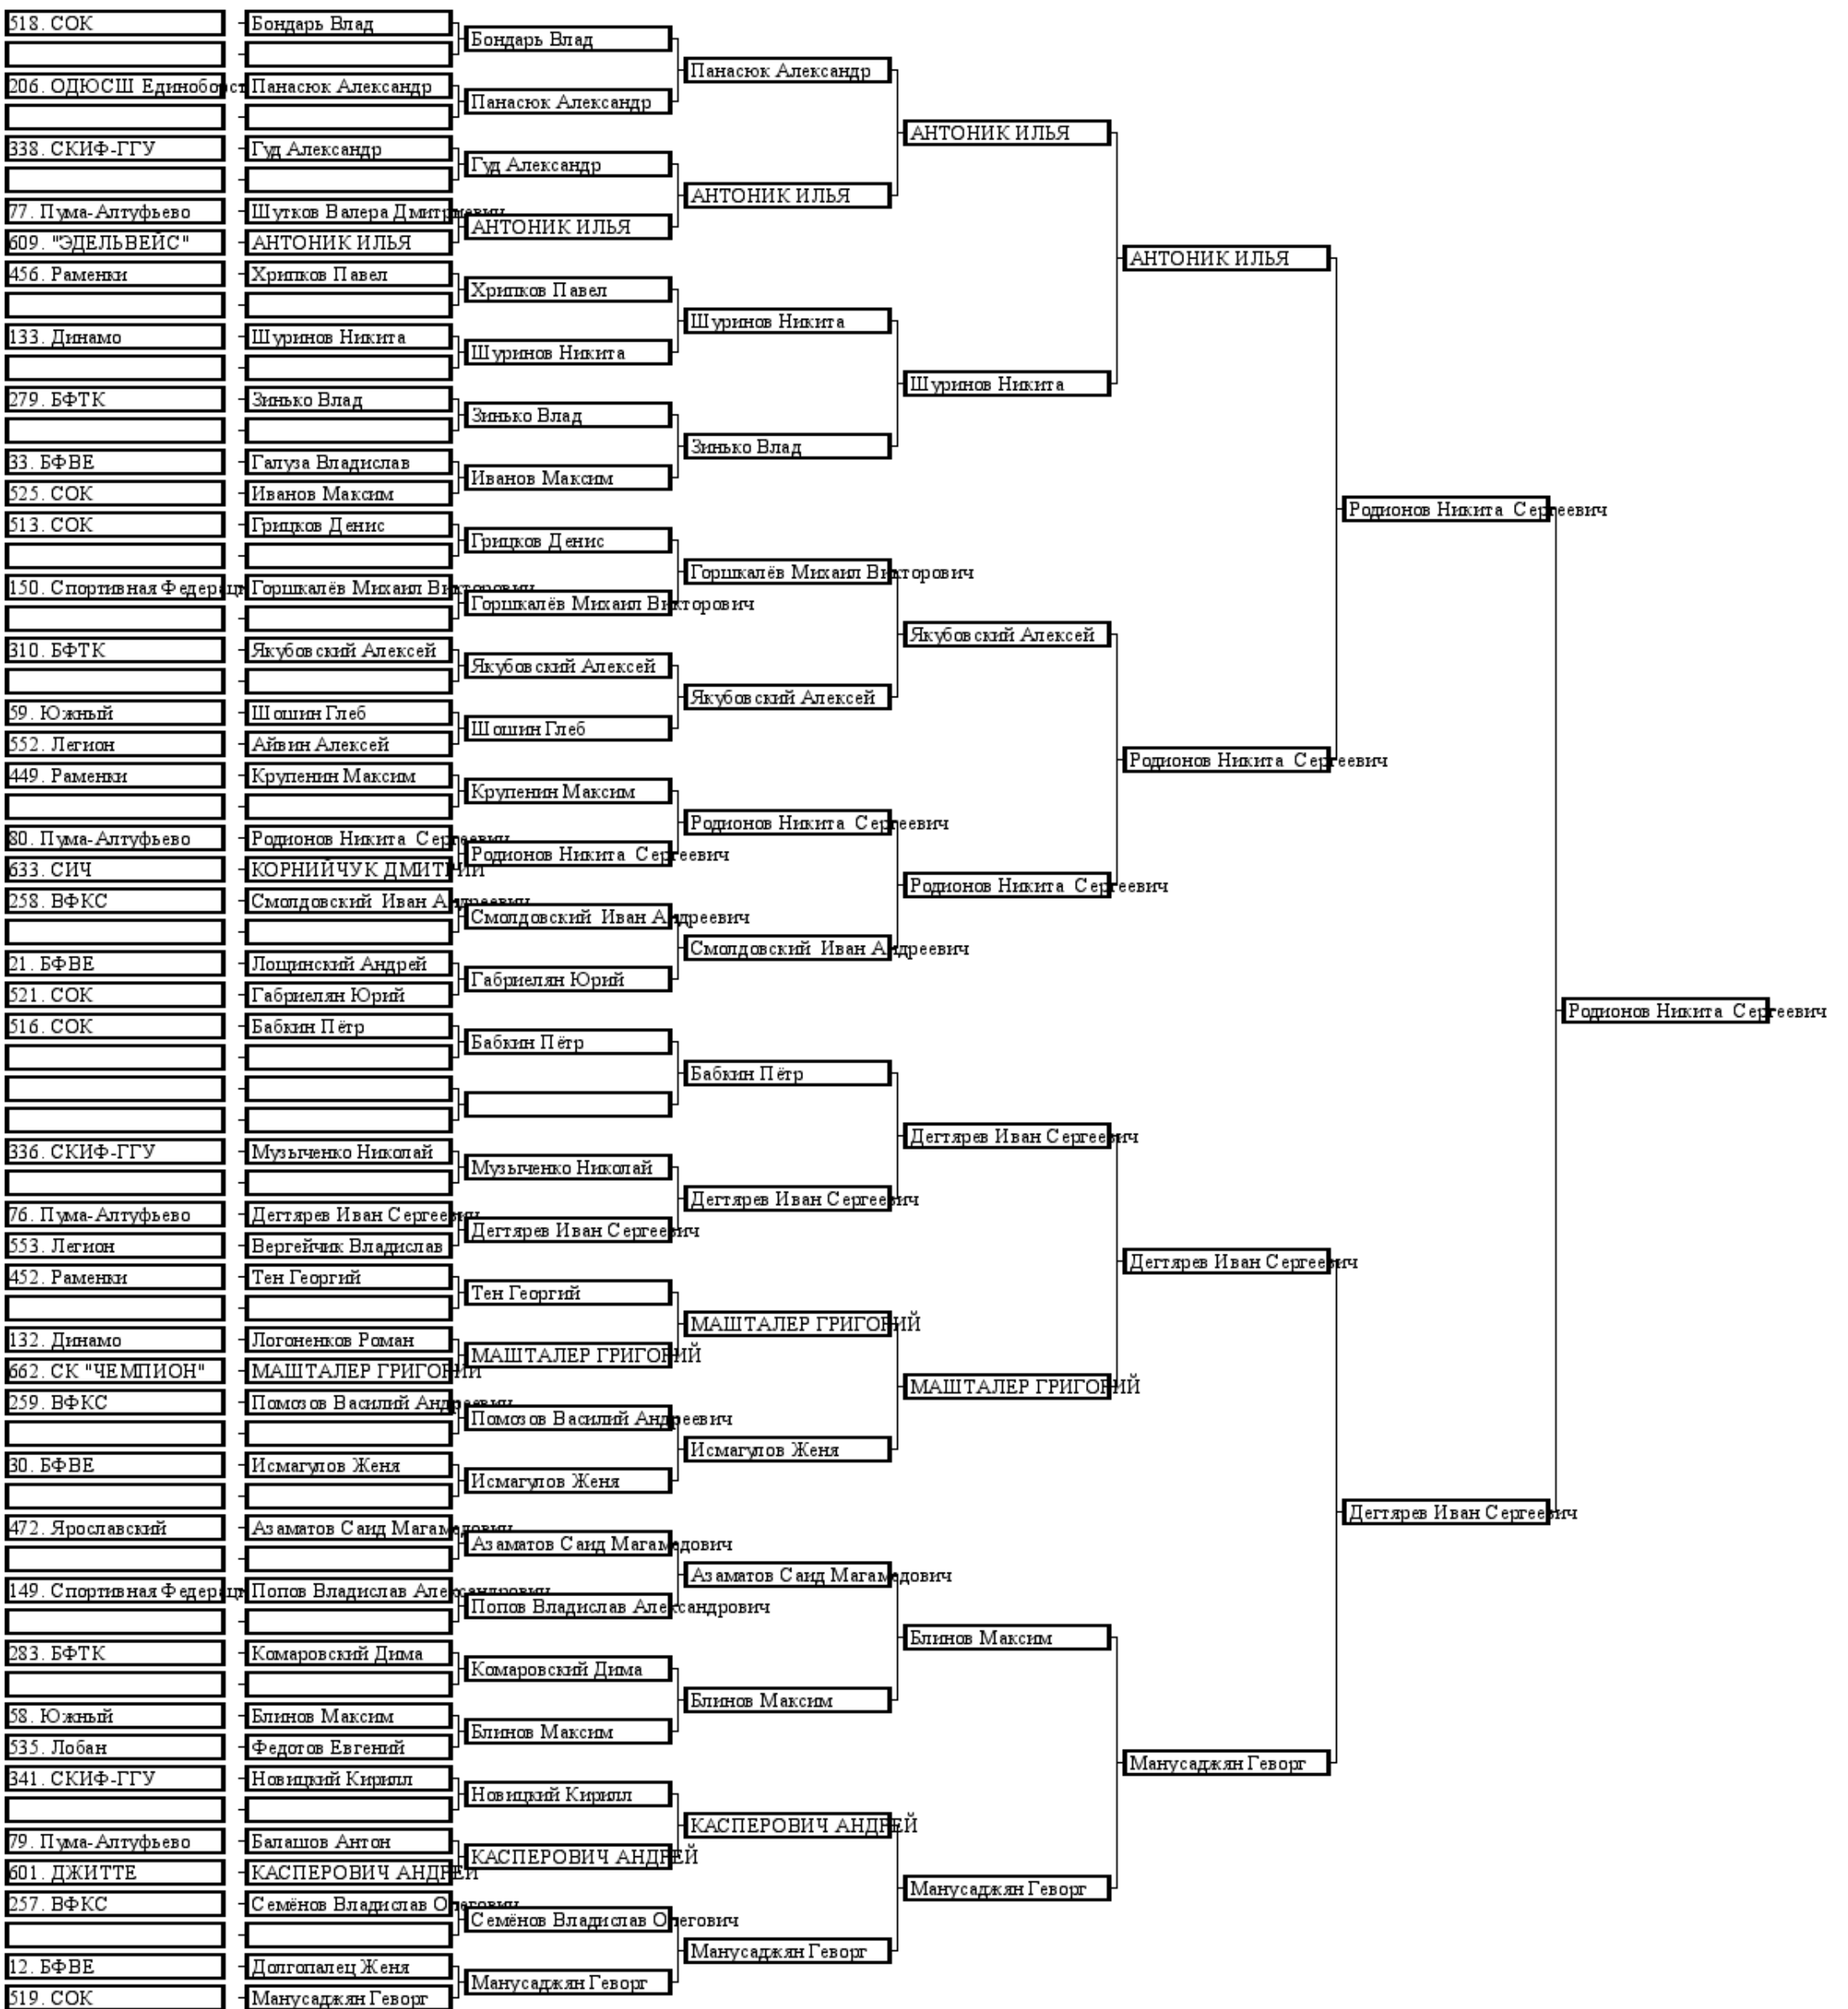 518. СОК Бондарь Влад
Бондарь Влад
Панасюк Александр
206. ОДЮСШ Единоборст Панасюк Александр
Панасюк Александр
АНТОНИК ИЛЬЯ
338. СКИФ-ГГУ Гуд Александр
Гуд Александр
АНТОНИК ИЛЬЯ
77. Пума-Алтуфьево Шутков Валера Дмитриевич
АНТОНИК ИЛЬЯ
609. "ЭДЕЛЬВЕЙС" АНТОНИК ИЛЬЯ
АНТОНИК ИЛЬЯ
456. Раменки Хрипков Павел
Хрипков Павел
Шуринов Никита
133. Динамо Шуринов Никита
Шуринов Никита
Шуринов Никита
279. БФТК Зинько Влад
Зинько Влад
Зинько Влад
33. БФВЕ Галуза Владислав
Иванов Максим
525. СОК Иванов Максим
Родионов Никита Сергеевич
513. СОК Грицков Денис
Грицков Денис
Горшкалёв Михаил Викторович
150. Спортивная Федерац Горшкалёв Михаил Викторович
Горшкалёв Михаил Викторович
Якубовский Алексей
310. БФТК Якубовский Алексей
Якубовский Алексей
Якубовский Алексей
59. Южный Шошин Глеб
Шошин Глеб
552. Легион Айвин Алексей
Родионов Никита Сергеевич
449. Раменки Крупенин Максим
Крупенин Максим
Родионов Никита Сергеевич
80. Пума-Алтуфьево Родионов Никита Сергеевич
Родионов Никита Сергеевич
633. СИЧ КОРНИЙЧУК ДМИТРИЙ
Родионов Никита Сергеевич
258. ВФКС Смолдовский Иван Андреевич
Смолдовский Иван Андреевич
Смолдовский Иван Андреевич
21. БФВЕ Лощинский Андрей
Габриелян Юрий
521. СОК Габриелян Юрий
Родионов Никита Сергеевич
516. СОК Бабкин Пётр
Бабкин Пётр
Бабкин Пётр
Дегтярев Иван Сергеевич
336. СКИФ-ГГУ Музыченко Николай
Музыченко Николай
Дегтярев Иван Сергеевич
76. Пума-Алтуфьево Дегтярев Иван Сергеевич
Дегтярев Иван Сергеевич
553. Легион Вергейчик Владислав
Дегтярев Иван Сергеевич
452. Раменки Тен Георгий
Тен Георгий
МАШТАЛЕР ГРИГОРИЙ
132. Динамо Логоненков Роман
МАШТАЛЕР ГРИГОРИЙ
662. СК "ЧЕМПИОН" МАШТАЛЕР ГРИГОРИЙ
МАШТАЛЕР ГРИГОРИЙ
259. ВФКС Помозов Василий Андреевич
Помозов Василий Андреевич
Исмагулов Женя
30. БФВЕ Исмагулов Женя
Исмагулов Женя
Дегтярев Иван Сергеевич
472. Ярославский Азаматов Саид Магамедович
Азаматов Саид Магамедович
Азаматов Саид Магамедович
149. Спортивная Федерац Попов Владислав Александрович
Попов Владислав Александрович
Блинов Максим
283. БФТК Комаровский Дима
Комаровский Дима
Блинов Максим
58. Южный Блинов Максим
Блинов Максим
535. Лобан Федотов Евгений
Манусаджян Геворг
341. СКИФ-ГГУ Новицкий Кирилл
Новицкий Кирилл
КАСПЕРОВИЧ АНДРЕЙ
79. Пума-Алтуфьево Балашов Антон
КАСПЕРОВИЧ АНДРЕЙ
601. ДЖИТТЕ КАСПЕРОВИЧ АНДРЕЙ
Манусаджян Геворг
257. ВФКС Семёнов Владислав Олегович
Семёнов Владислав Олегович
Манусаджян Геворг
12. БФВЕ Долгопалец Женя
Манусаджян Геворг
519. СОК Манусаджян Геворг